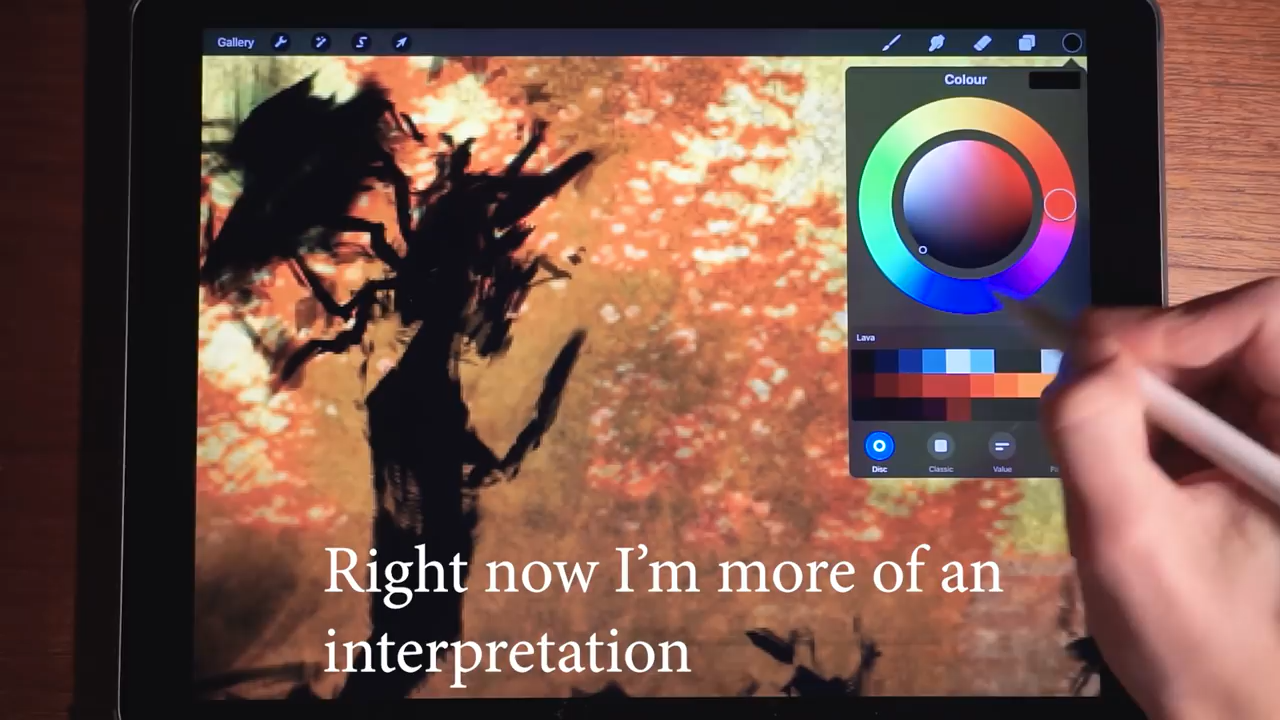 Gallery
Colour
Lava
Disc
Classic
Value
Right now I'm more of an
interpretation